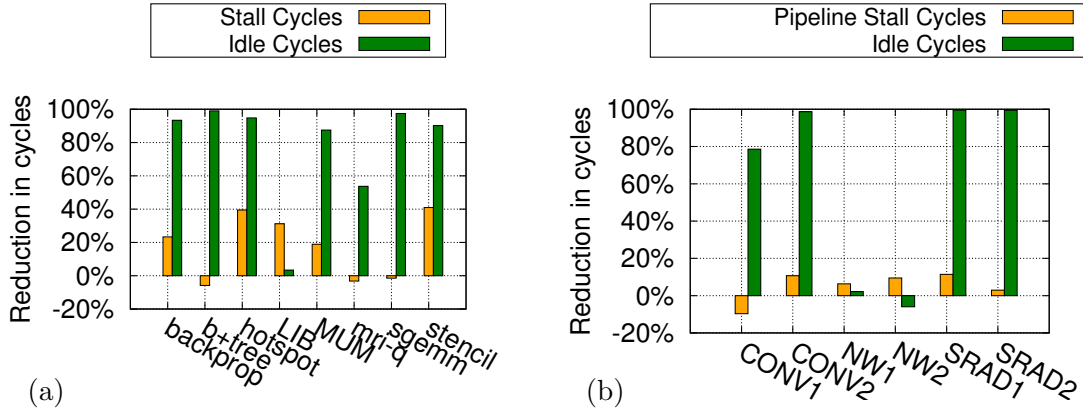 Stall Cycles
Idle Cycles
Reduction in cycles
100%
80%
60%
40%
20%
0%
-20%
backprop
b+tree
hotspot
LIB
MUM
mri-q
sgemm
stencil
(a)
Pipeline Stall Cycles
Idle Cycles
Reduction in cycles
100%
80%
60%
40%
20%
0%
-20%
CONV1
CONV2
NW1
NW2
SRAD1
SRAD2
(b)